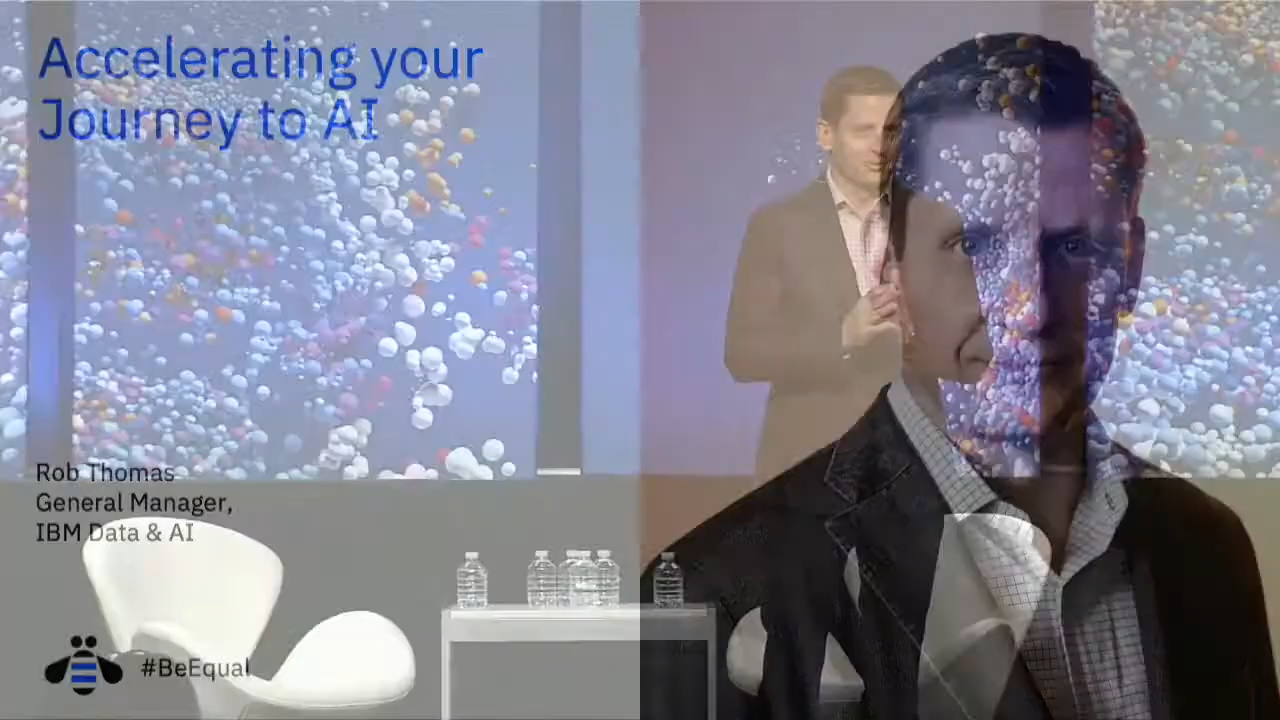 Accelerating your
Journey to AI
Rob Thomas
General Manager,
IBM Data & AI
#BeEqual